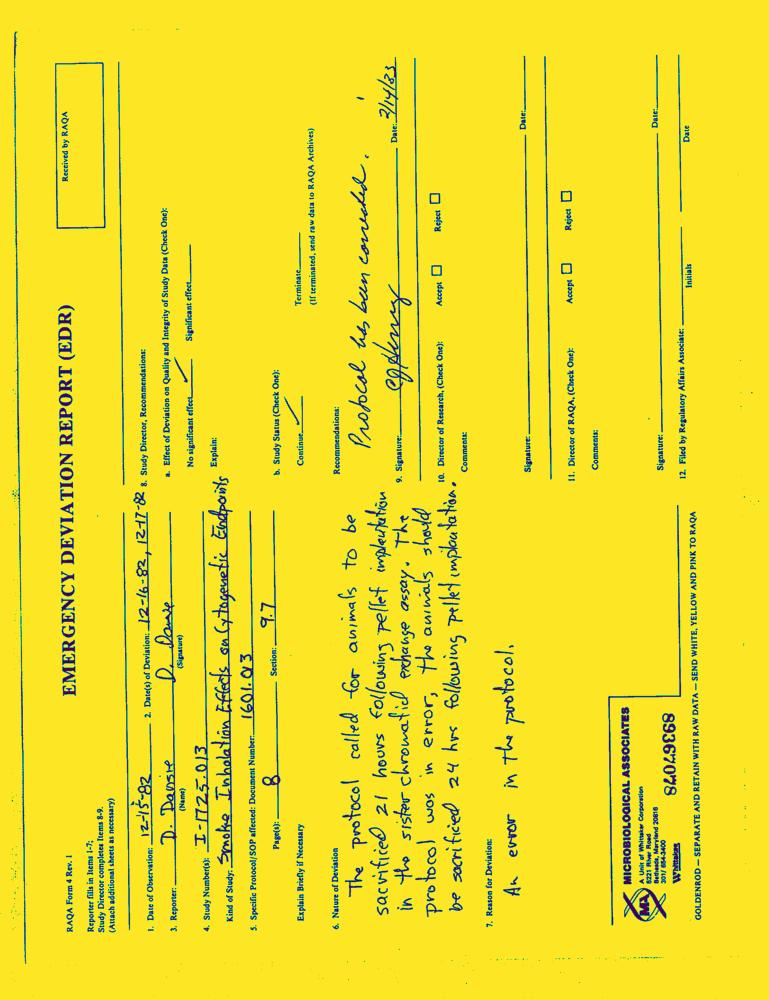 RAQA Form 4 Rev. 1
Received by RAQA
EMERGENCY DEVIATION REPORT (EDR)
Reporter fills in Items 1-7;
Study Director completes Items 8-9.
(Attach additional sheets as necessary)
1. Date of Observation: 12-15-82 2. Date(s) of Deviation: 12-16-82, 12-17-82
3. Reporter: D. (Name) D. (Signature)
4. Study Number(s): I-1725.013
Kind of Study: Smoke Inhalation Effects on Cytogenetic Endpoints
5. Specific Protocol/SOP affected: Document Number: 1601.013
Page(s): 8 Section: 9.7
Explain Briefly if Necessary
6. Nature of Deviation
The protocol called for animals to be
sacrificed 21 hours following pellet implantation
in the sister chromatid exchange assay. The
protocol was in error, the animals should
be sacrificed 24 hrs following pellet implantation.
7. Reason for Deviation:
An error in the protocol.
MICROBIOLOGICAL ASSOCIATES
A Unit of Whittaker Corporation
5221 River Road
Bethesda, Maryland 20816
301/ 654-3400
Whittaker
MA
89367078
8. Study Director, Recommendations:
a. Effect of Deviation on Quality and Integrity of Study Data (Check One):
No significant effect ✓ Significant effect
Explain:
b. Study Status (Check One):
Continue ✓ Terminate
(If terminated, send raw data to RAQA Archives)
Recommendations:
Protocol has been corrected.
9. Signature: Date: 2/14/83
10. Director of Research, (Check One): Accept □ Reject □
Comments:
Signature: Date:
11. Director of RAQA, (Check One): Accept □ Reject □
Comments:
Signature: Date:
12. Filed by Regulatory Affairs Associate:
Initials Date
GOLDENROD — SEPARATE AND RETAIN WITH RAW DATA — SEND WHITE, YELLOW AND PINK TO RAQA